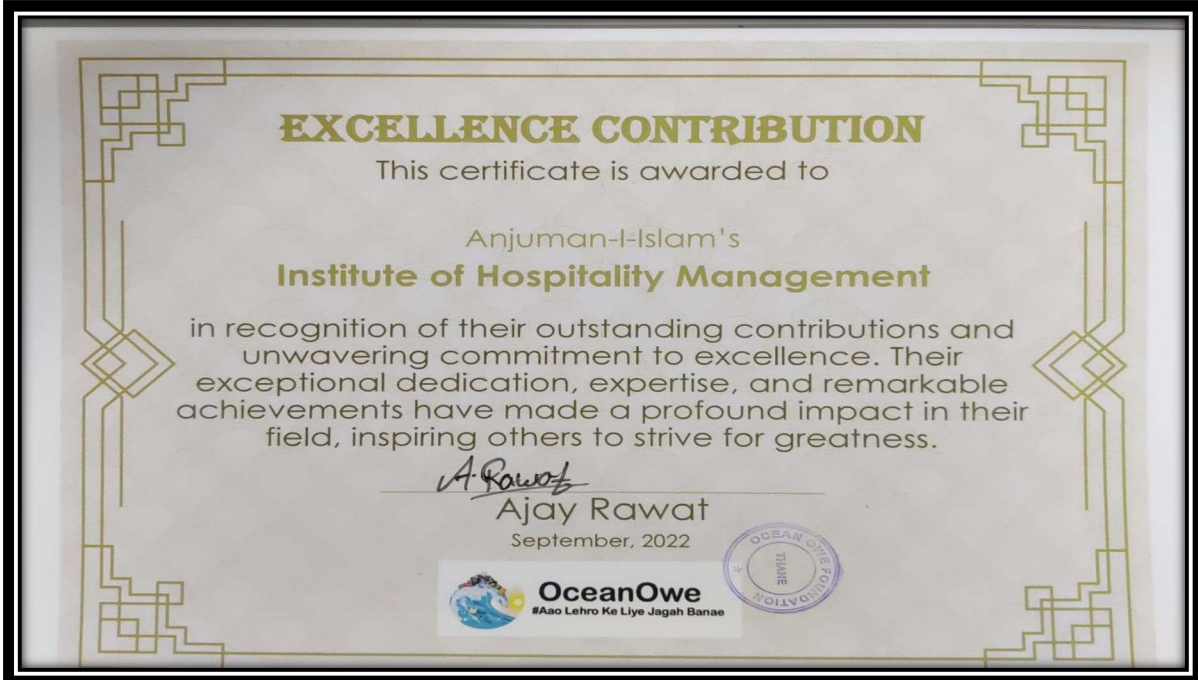 EXCELLENCE CONTRIBUTION
This certificate is awarded to
Anjuman-I-Islam's
Institute of Hospitality Management
in recognition of their outstanding contributions and
unwavering commitment to excellence. Their
exceptional dedication, expertise, and remarkable
achievements have made a profound impact in their
field, inspiring others to strive for greatness.
A. Rawat
Ajay Rawat
September, 2022
OceanOwe
#Aao Lehro Ke Liye Jagah Banae
OCEAN OWE FOUNDATION
THANE